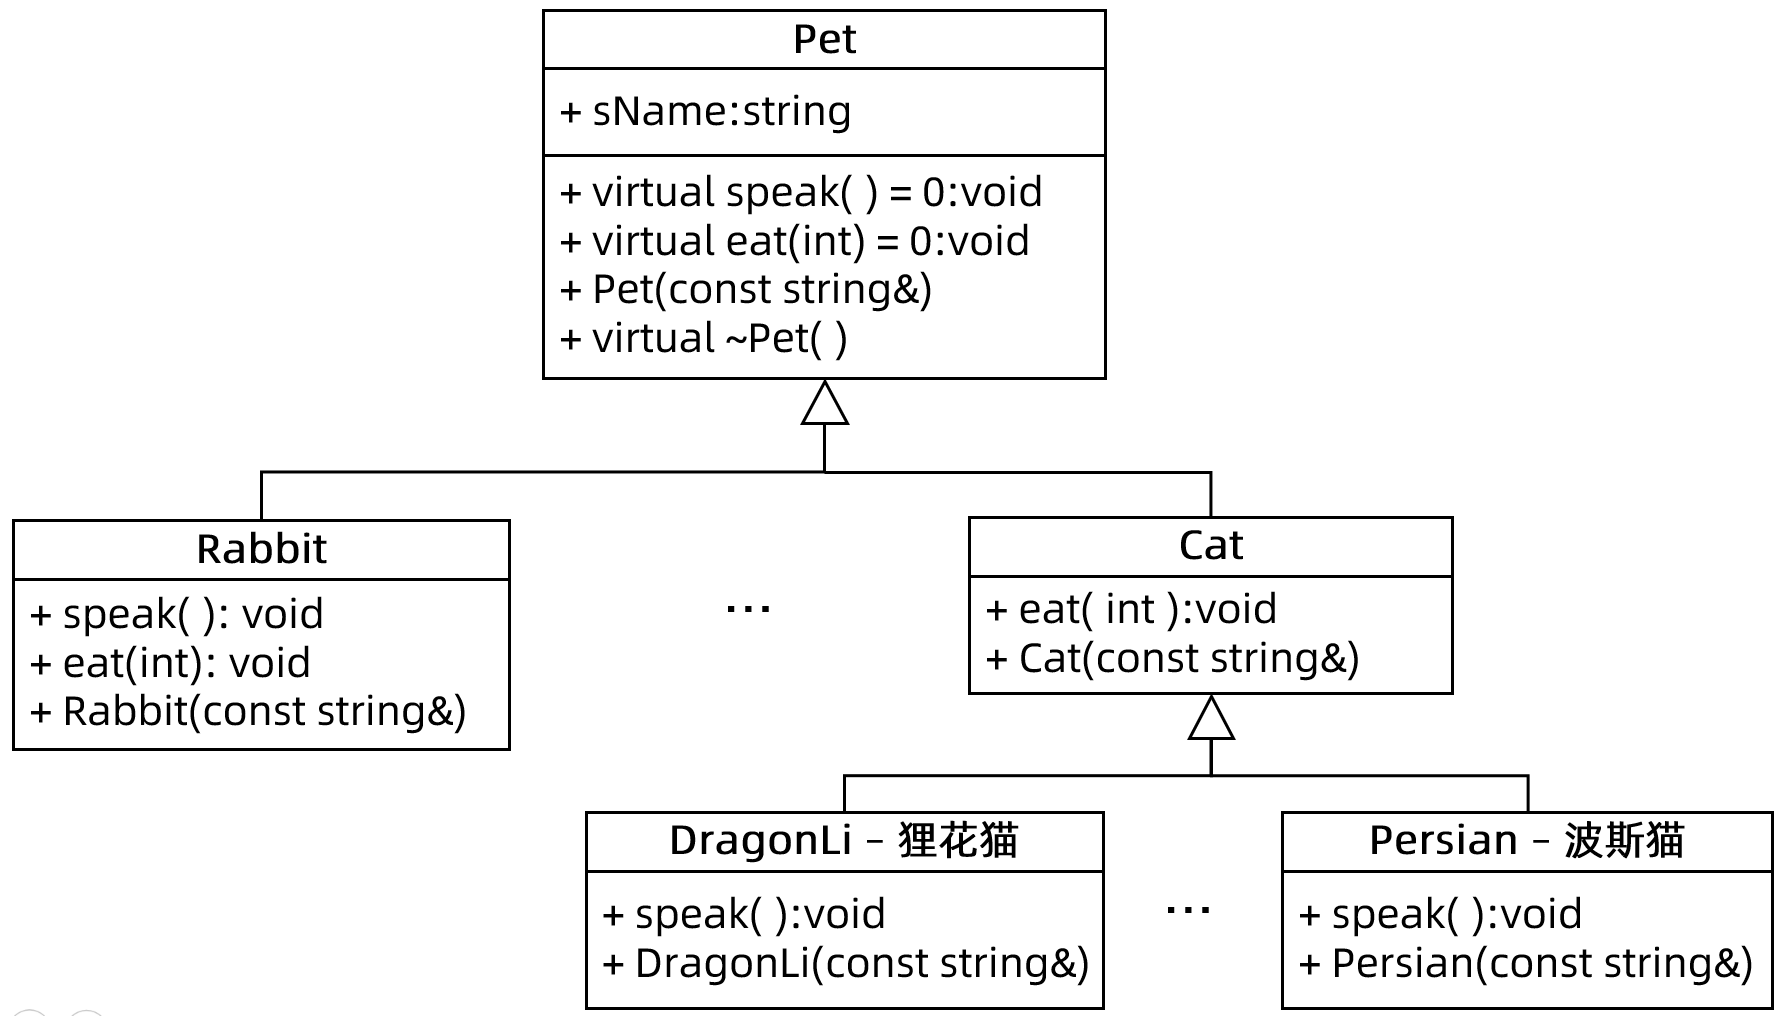 Pet
+ sName:string
+ virtual speak( ) = 0:void
+ virtual eat(int) = 0:void
+ Pet(const string&)
+ virtual ~Pet( )
Rabbit
+ speak( ): void
+ eat(int): void
+ Rabbit(const string&)
...
Cat
+ eat( int ):void
+ Cat(const string&)
DragonLi – 狸花猫
+ speak( ):void
+ DragonLi(const string&)
...
Persian – 波斯猫
+ speak( ):void
+ Persian(const string&)